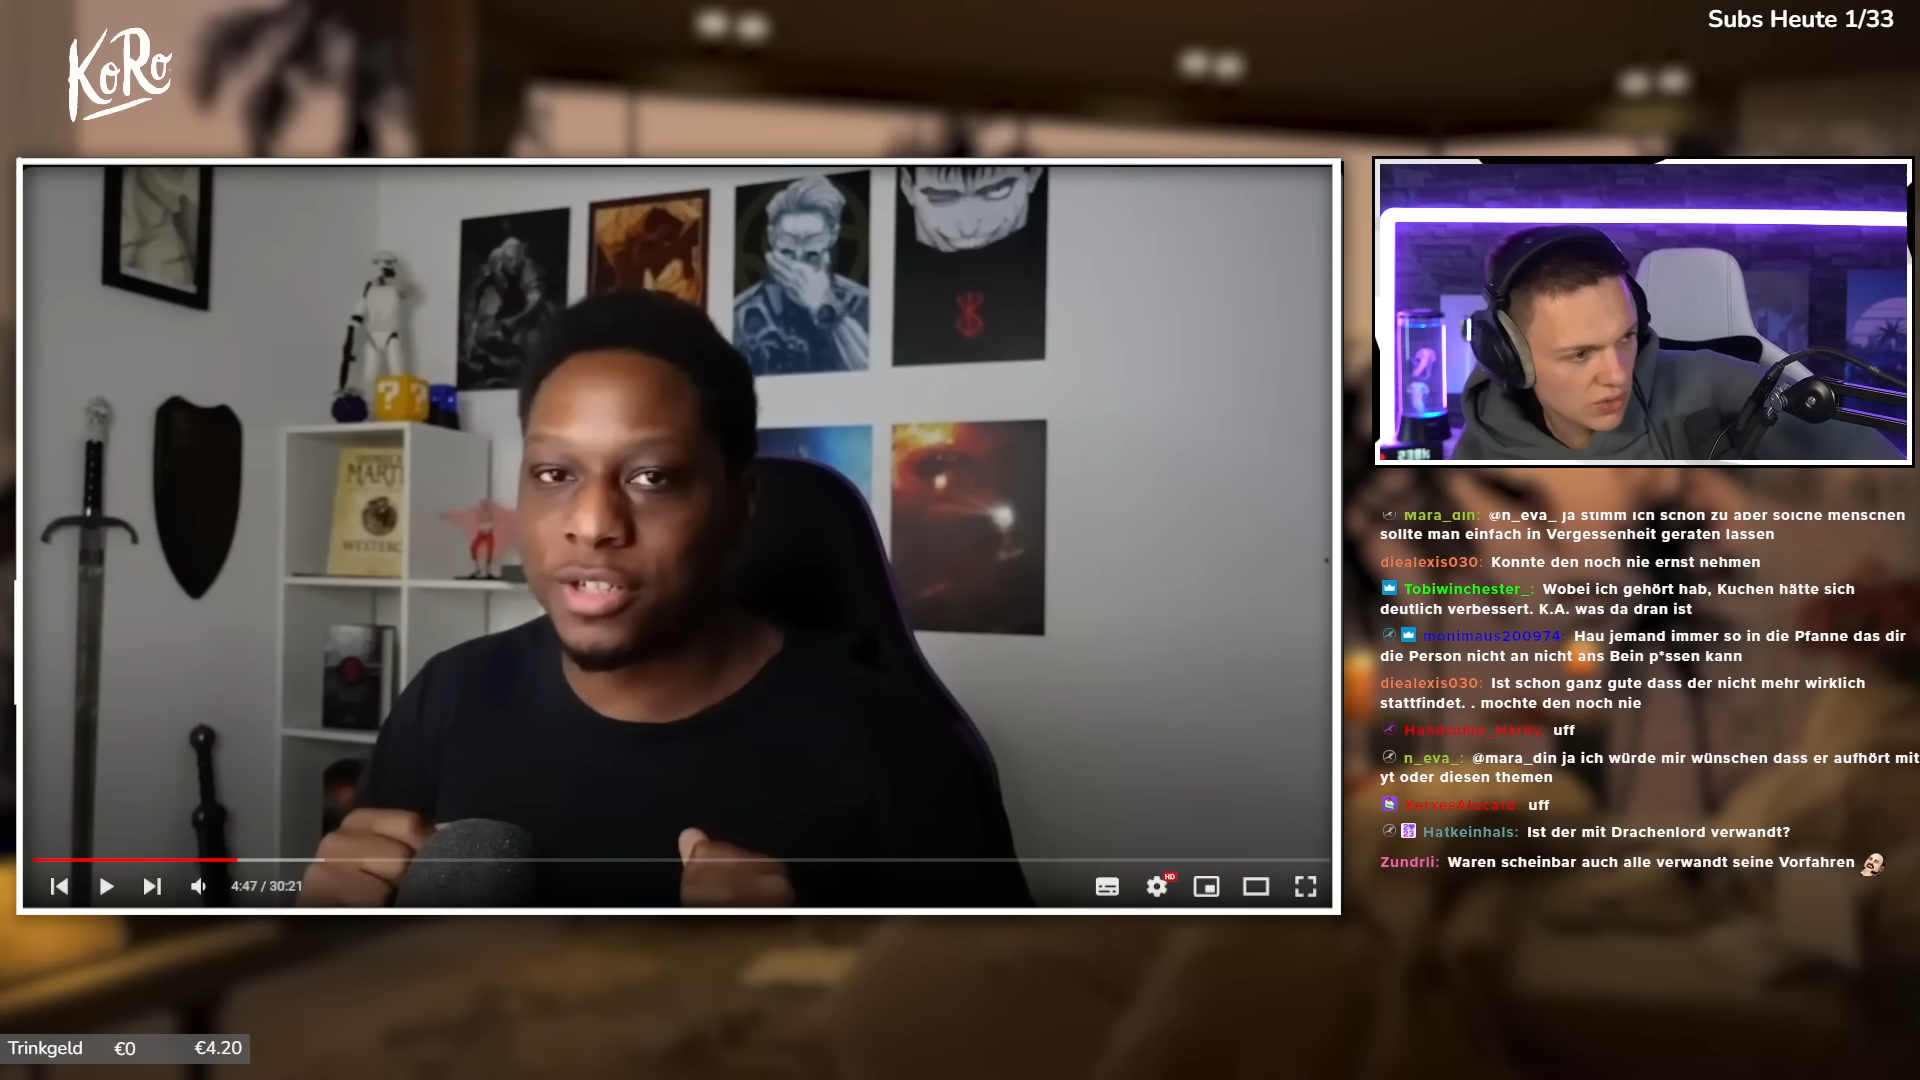 KoRo
Subs Heute 1/33
MARTI
WESTEROS
4:47 / 30:21
HD
Mara_din: @n_eva_ ja stimm ich schon zu aber solche menschen
sollte man einfach in Vergessenheit geraten lassen
diealexis030: Konnte den noch nie ernst nehmen
Tobiwinchester_: Wobei ich gehört hab, Kuchen hätte sich
deutlich verbessert. K.A. was da dran ist
monimaus200974: Hau jemand immer so in die Pfanne das dir
die Person nicht an nicht ans Bein p*ssen kann
diealexis030: Ist schon ganz gute dass der nicht mehr wirklich
stattfindet. . mochte den noch nie
Handsome_Hardy: uff
n_eva_: @mara_din ja ich würde mir wünschen dass er aufhört mit
yt oder diesen themen
XerxesAlucard: uff
Hatkeinhals: Ist der mit Drachenlord verwandt?
Zundrli: Waren scheinbar auch alle verwandt seine Vorfahren
Trinkgeld €0 €4.20